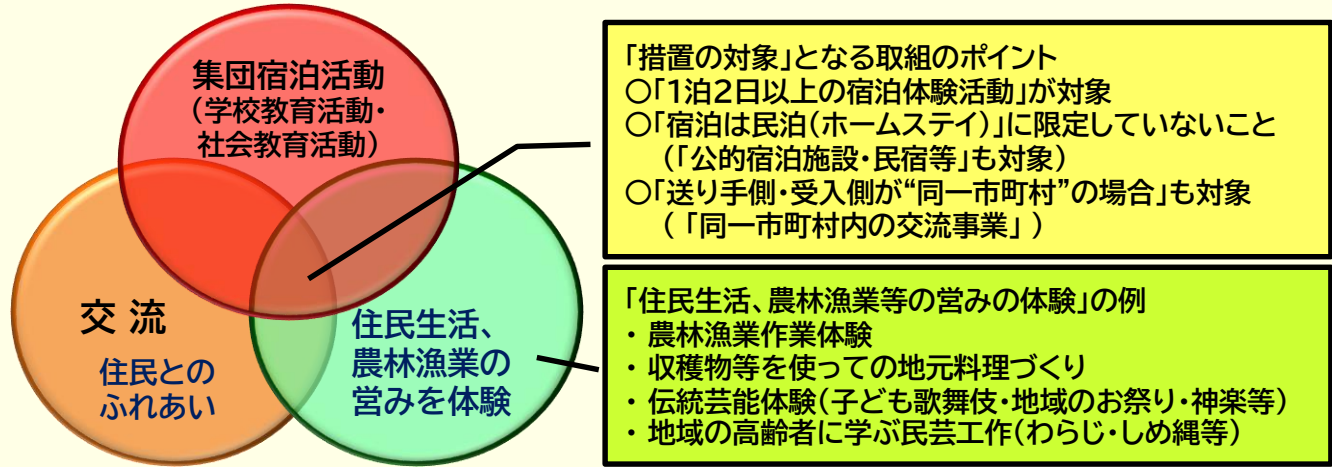 集団宿泊活動
(学校教育活動・
社会教育活動)
交 流
住民との
ふれあい
住民生活、
農林漁業の
営みを体験
「措置の対象」となる取組のポイント
○「1泊2日以上の宿泊体験活動」が対象
○「宿泊は民泊(ホームステイ)」に限定していないこと
(「公的宿泊施設・民宿等」も対象)
○「送り手側・受入側が“同一市町村”の場合」も対象
(「同一市町村内の交流事業」)
「住民生活、農林漁業等の営みの体験」の例
・ 農林漁業作業体験
・ 収穫物等を使っての地元料理づくり
・ 伝統芸能体験(子ども歌舞伎・地域のお祭り・神楽等)
・ 地域の高齢者に学ぶ民芸工作(わらじ・しめ縄等)